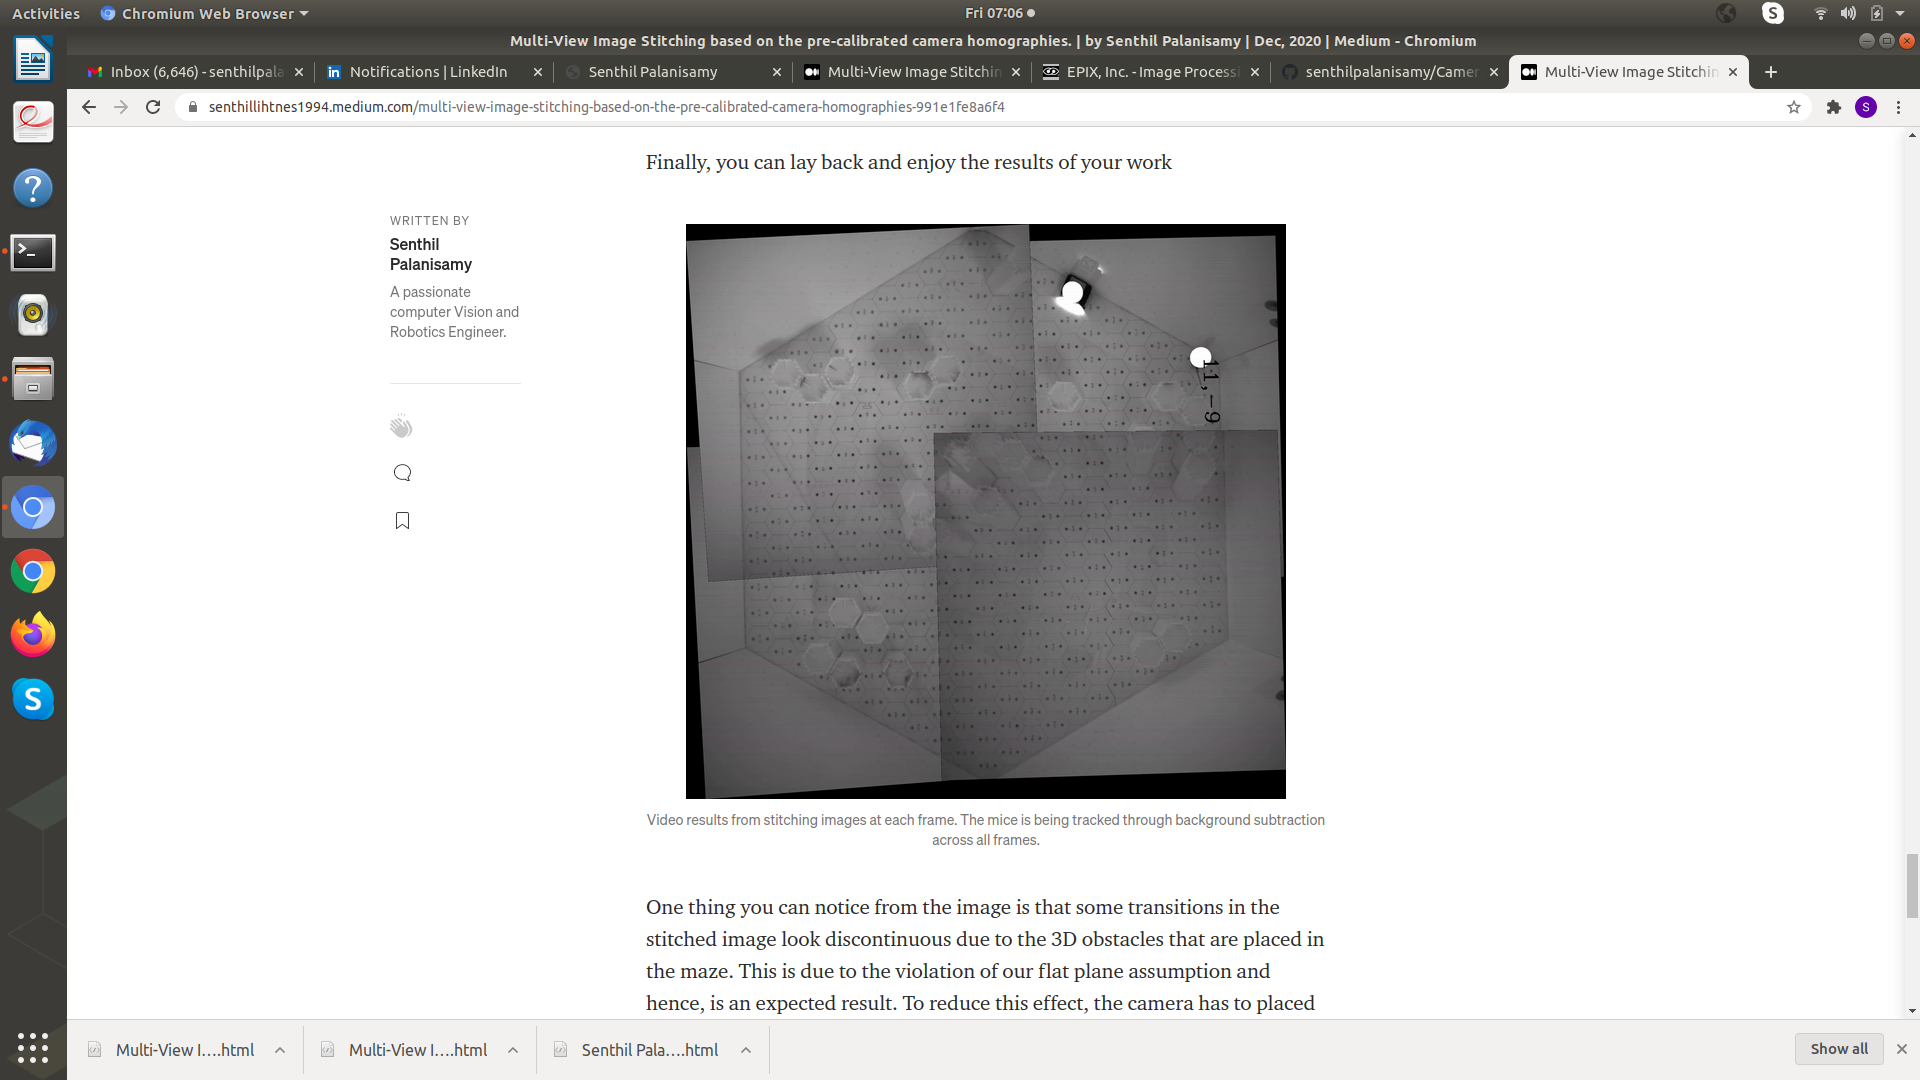 Activities
Chromium Web Browser
Fri 07:06
Multi-View Image Stitching based on the pre-calibrated camera homographies. | by Senthil Palanisamy | Dec, 2020 | Medium - Chromium
Inbox (6,646) - senthilpala
Notifications | LinkedIn
Senthil Palanisamy
Multi-View Image Stitchin
EPIX, Inc. - Image Processi
senthilpalanisamy/Camer
Multi-View Image Stitchin
senthillihtnes1994.medium.com/multi-view-image-stitching-based-on-the-pre-calibrated-camera-homographies-991e1fe8a6f4
S
Finally, you can lay back and enjoy the results of your work
WRITTEN BY
Senthil
Palanisamy
A passionate
computer Vision and
Robotics Engineer.
11,-9
Video results from stitching images at each frame. The mice is being tracked through background subtraction
across all frames.
One thing you can notice from the image is that some transitions in the
stitched image look discontinuous due to the 3D obstacles that are placed in
the maze. This is due to the violation of our flat plane assumption and
hence, is an expected result. To reduce this effect, the camera has to placed
Multi-View I....html
Multi-View I....html
Senthil Pala....html
Show all